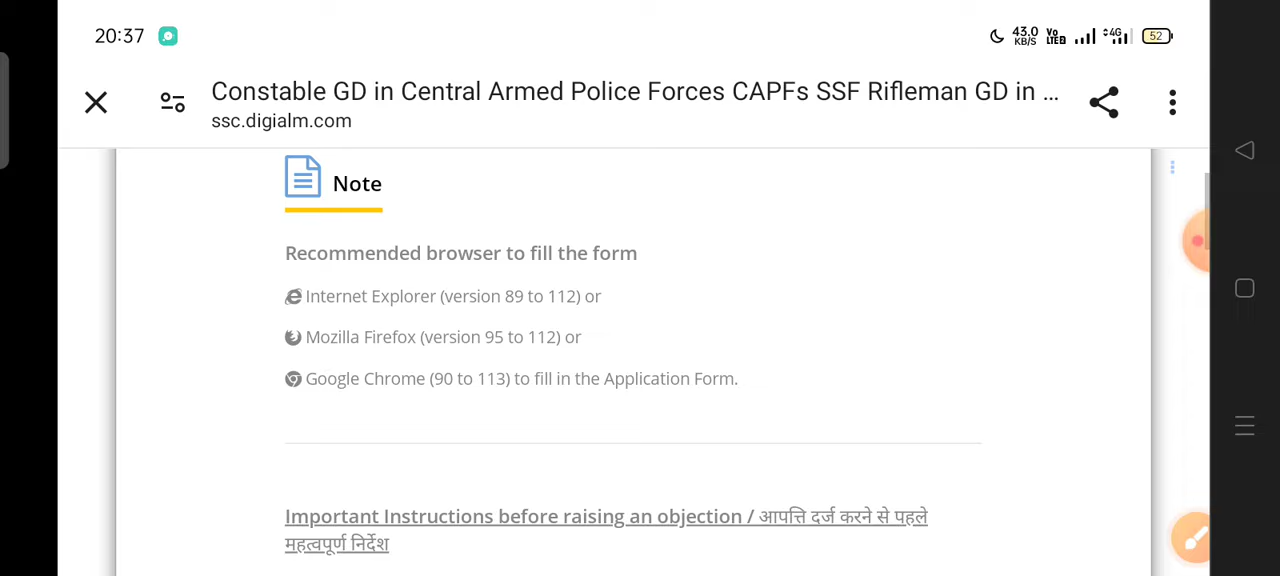 20:37
43.0 KB/S Vo LTE2 4G 52
Constable GD in Central Armed Police Forces CAPFs SSF Rifleman GD in ...
ssc.digialm.com
Note
Recommended browser to fill the form
Internet Explorer (version 89 to 112) or
Mozilla Firefox (version 95 to 112) or
Google Chrome (90 to 113) to fill in the Application Form.
Important Instructions before raising an objection / आपत्ति दर्ज करने से पहले
महत्वपूर्ण निर्देश